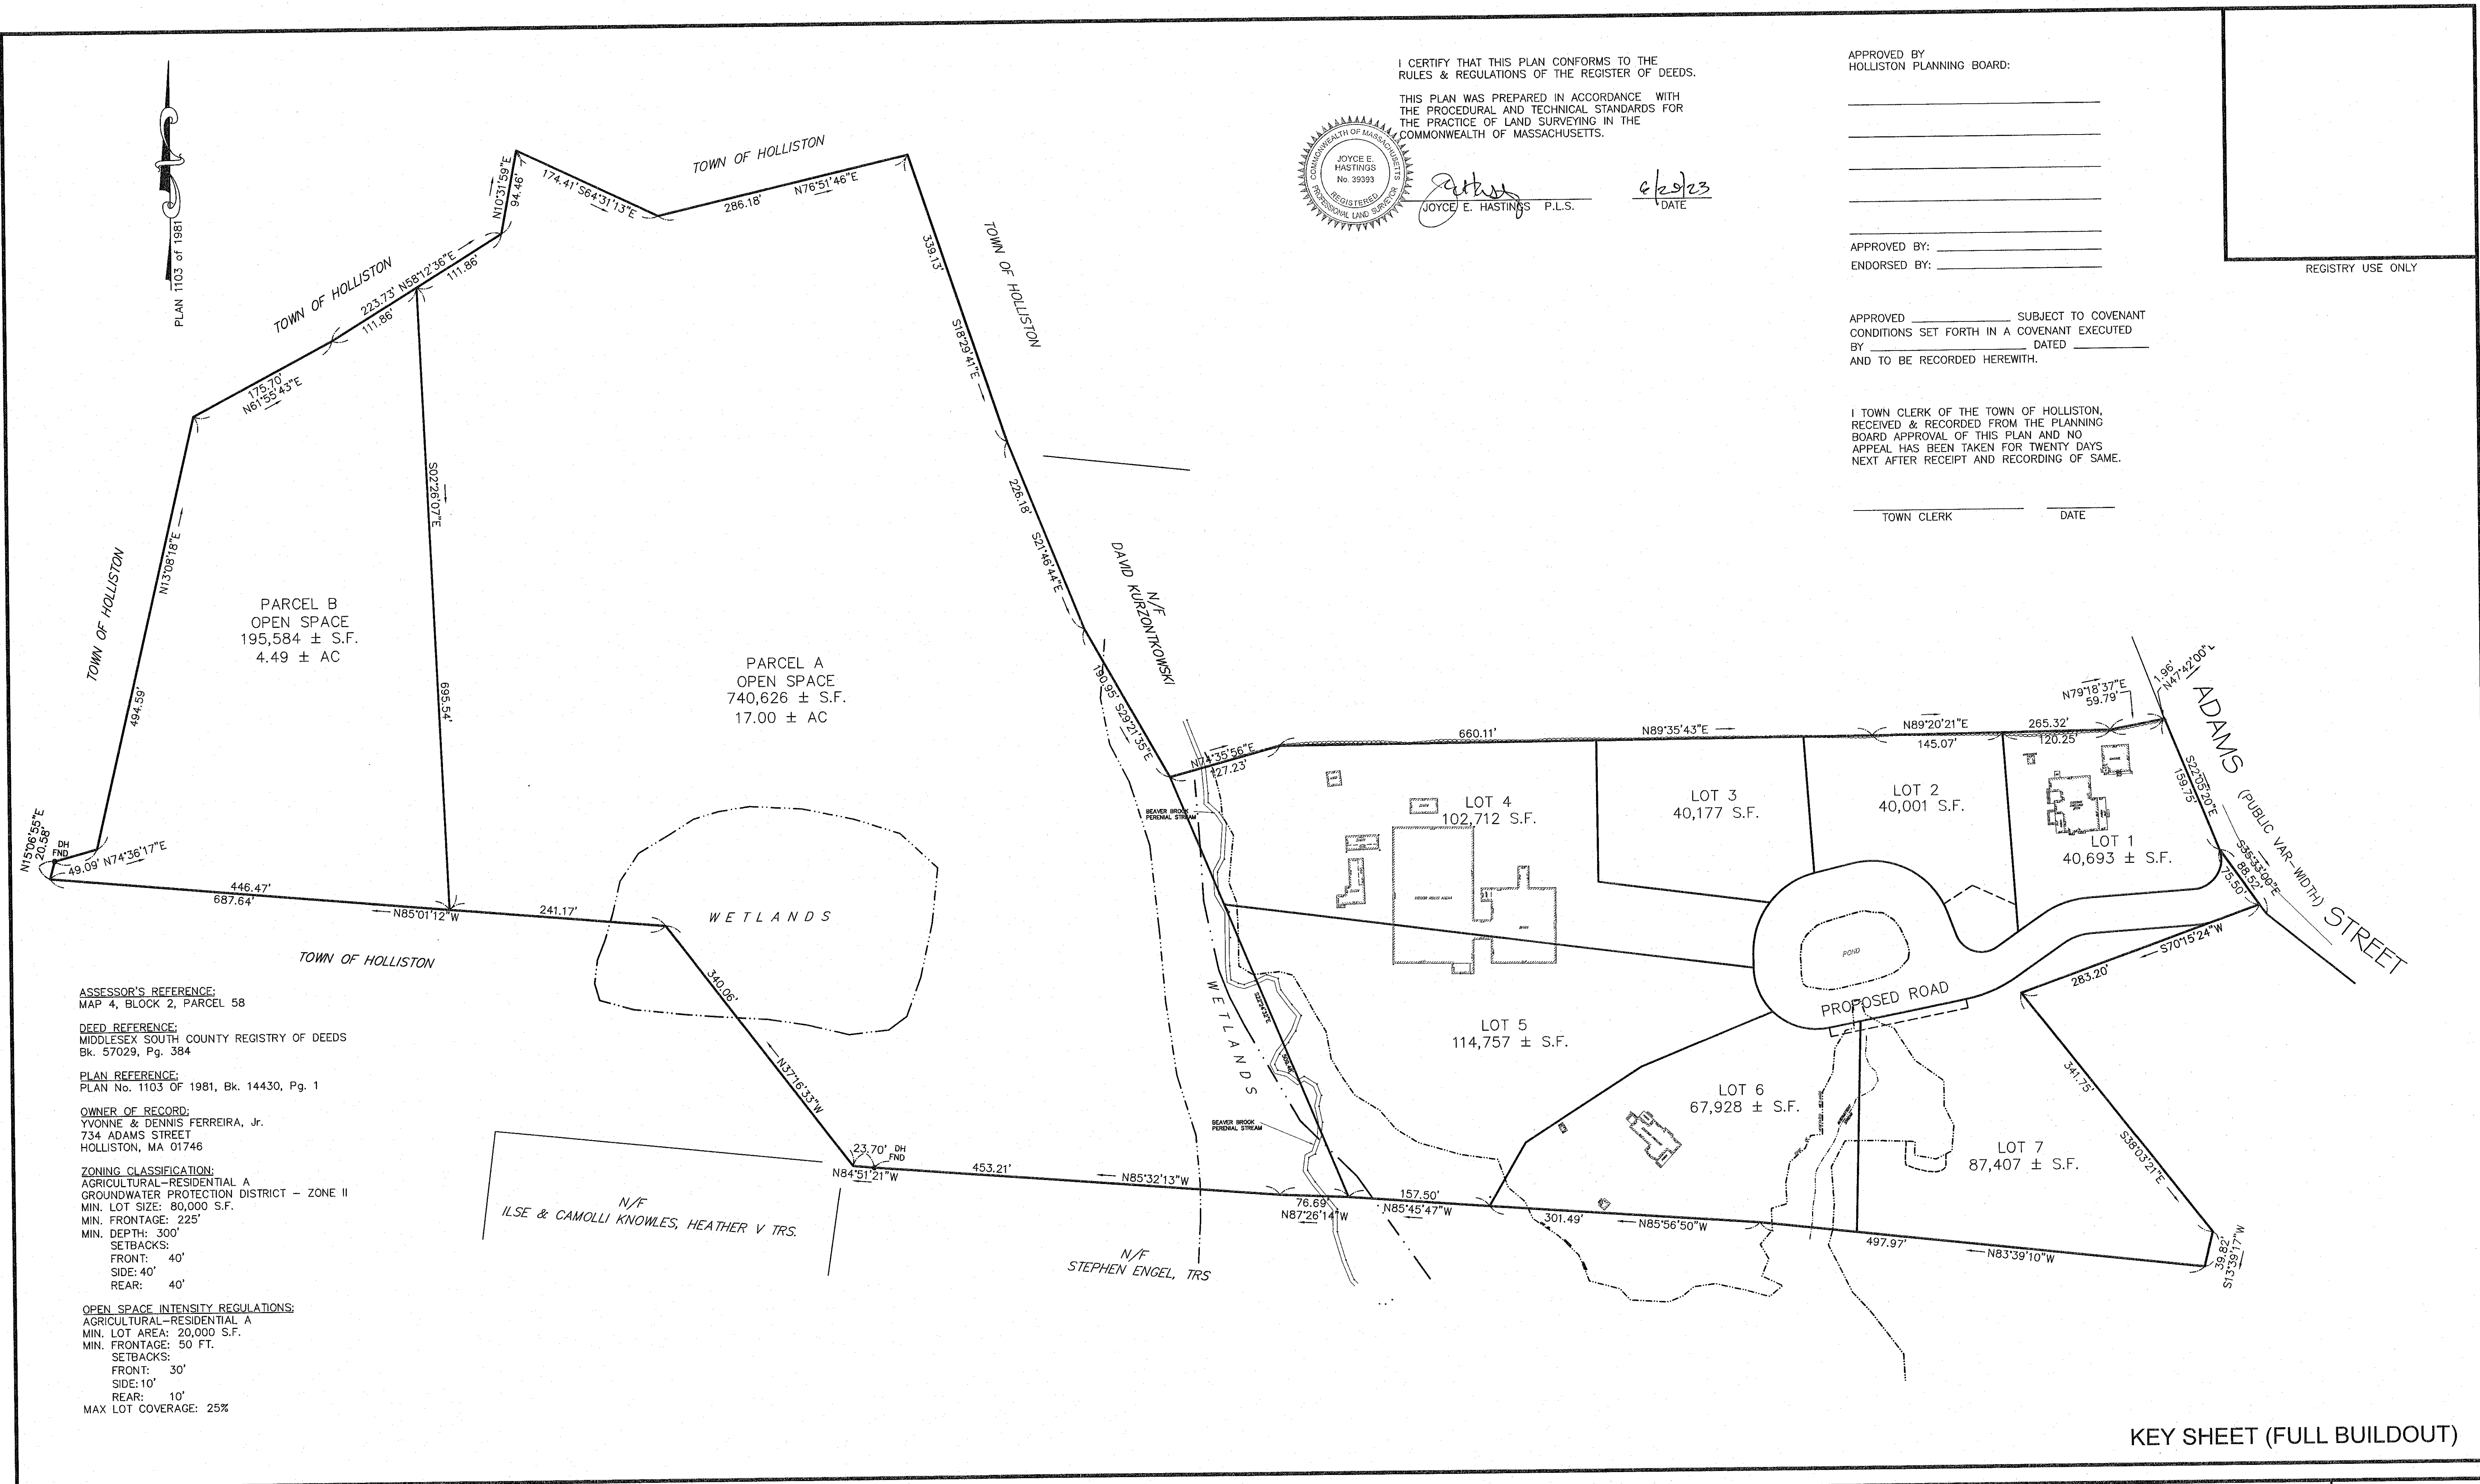 I CERTIFY THAT THIS PLAN CONFORMS TO THE
RULES & REGULATIONS OF THE REGISTER OF DEEDS.
THIS PLAN WAS PREPARED IN ACCORDANCE WITH
THE PROCEDURAL AND TECHNICAL STANDARDS FOR
THE PRACTICE OF LAND SURVEYING IN THE
COMMONWEALTH OF MASSACHUSETTS.
COMMONWEALTH OF MASSACHUSETTS
JOYCE E.
HASTINGS
No. 39393
REGISTERED
PROFESSIONAL LAND SURVEYOR
JOYCE E. HASTINGS P.L.S.
6/29/23
DATE
APPROVED BY
HOLLISTON PLANNING BOARD:
APPROVED BY:
ENDORSED BY:
REGISTRY USE ONLY
APPROVED SUBJECT TO COVENANT
CONDITIONS SET FORTH IN A COVENANT EXECUTED
BY DATED
AND TO BE RECORDED HEREWITH.
I TOWN CLERK OF THE TOWN OF HOLLISTON,
RECEIVED & RECORDED FROM THE PLANNING
BOARD APPROVAL OF THIS PLAN AND NO
APPEAL HAS BEEN TAKEN FOR TWENTY DAYS
NEXT AFTER RECEIPT AND RECORDING OF SAME.
TOWN CLERK DATE
PLAN 1103 of 1981
TOWN OF HOLLISTON
N10°31'59"E
94.46'
174.41' S64°31'13"E
286.18'
N76°51'46"E
TOWN OF HOLLISTON
223.73' N58°12'36"E
111.86'
111.86'
175.70'
N61°55'43"E
339.13'
S18°29'41"E
TOWN OF HOLLISTON
226.18'
S21°46'44"E
N/F
DAVID KURZONTKOWSKI
190.95' S29°21'35"E
TOWN OF HOLLISTON
N13°08'18"E
494.59'
S02°26'07"E
695.54'
PARCEL B
OPEN SPACE
195,584 ± S.F.
4.49 ± AC
PARCEL A
OPEN SPACE
740,626 ± S.F.
17.00 ± AC
N15°06'55"E
20.58'
DH
FND
49.09' N74°36'17"E
446.47'
687.64'
N85°01'12"W
241.17'
TOWN OF HOLLISTON
WETLANDS
340.06'
N37°16'33"W
23.70' DH
FND
N84°51'21"W
453.21'
N85°32'13"W
76.69'
N87°26'14"W
157.50'
N85°45'47"W
301.49'
N85°56'50"W
497.97'
N83°39'10"W
39.82'
S13°39'17"W
N/F
ILSE & CAMOLLI KNOWLES, HEATHER V TRS.
N/F
STEPHEN ENGEL, TRS
N74°35'56"E
127.23'
660.11'
N89°35'43"E
N89°20'21"E
145.07'
265.32'
120.25'
N79°18'37"E
59.79'
1.96'
ADAMS (PUBLIC VAR-WIDTH) STREET
S22°05'20"E
159.75'
S35°33'00"E
88.52'
75.50'
S70°15'24"W
283.20'
341.75'
S38°03'21"E
BEAVER BROOK
PERENIAL STREAM
BEAVER BROOK
PERENIAL STREAM
WETLANDS
LOT 4
102,712 S.F.
LOT 3
40,177 S.F.
LOT 2
40,001 S.F.
LOT 1
40,693 ± S.F.
POND
PROPOSED ROAD
LOT 5
114,757 ± S.F.
LOT 6
67,928 ± S.F.
LOT 7
87,407 ± S.F.
ASSESSOR'S REFERENCE:
MAP 4, BLOCK 2, PARCEL 58
DEED REFERENCE:
MIDDLESEX SOUTH COUNTY REGISTRY OF DEEDS
Bk. 57029, Pg. 384
PLAN REFERENCE:
PLAN No. 1103 OF 1981, Bk. 14430, Pg. 1
OWNER OF RECORD:
YVONNE & DENNIS FERREIRA, Jr.
734 ADAMS STREET
HOLLISTON, MA 01746
ZONING CLASSIFICATION:
AGRICULTURAL-RESIDENTIAL A
GROUNDWATER PROTECTION DISTRICT - ZONE II
MIN. LOT SIZE: 80,000 S.F.
MIN. FRONTAGE: 225'
MIN. DEPTH: 300'
SETBACKS:
FRONT: 40'
SIDE: 40'
REAR: 40'
OPEN SPACE INTENSITY REGULATIONS:
AGRICULTURAL-RESIDENTIAL A
MIN. LOT AREA: 20,000 S.F.
MIN. FRONTAGE: 50 FT.
SETBACKS:
FRONT: 30'
SIDE: 10'
REAR: 10'
MAX LOT COVERAGE: 25%
KEY SHEET (FULL BUILDOUT)